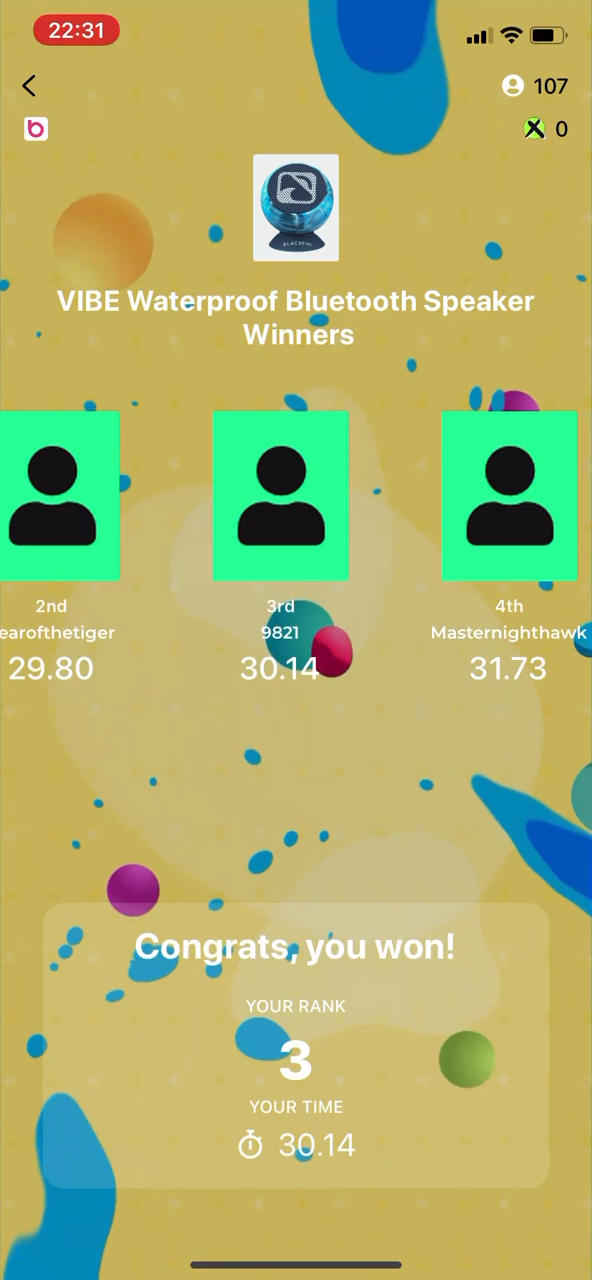 22:31
107
b
0
BLACKFIN
VIBE Waterproof Bluetooth Speaker
Winners
2nd
3rd
4th
earofthetiger
9821
Masternighthawk
29.80
30.14
31.73
Congrats, you won!
YOUR RANK
3
YOUR TIME
30.14